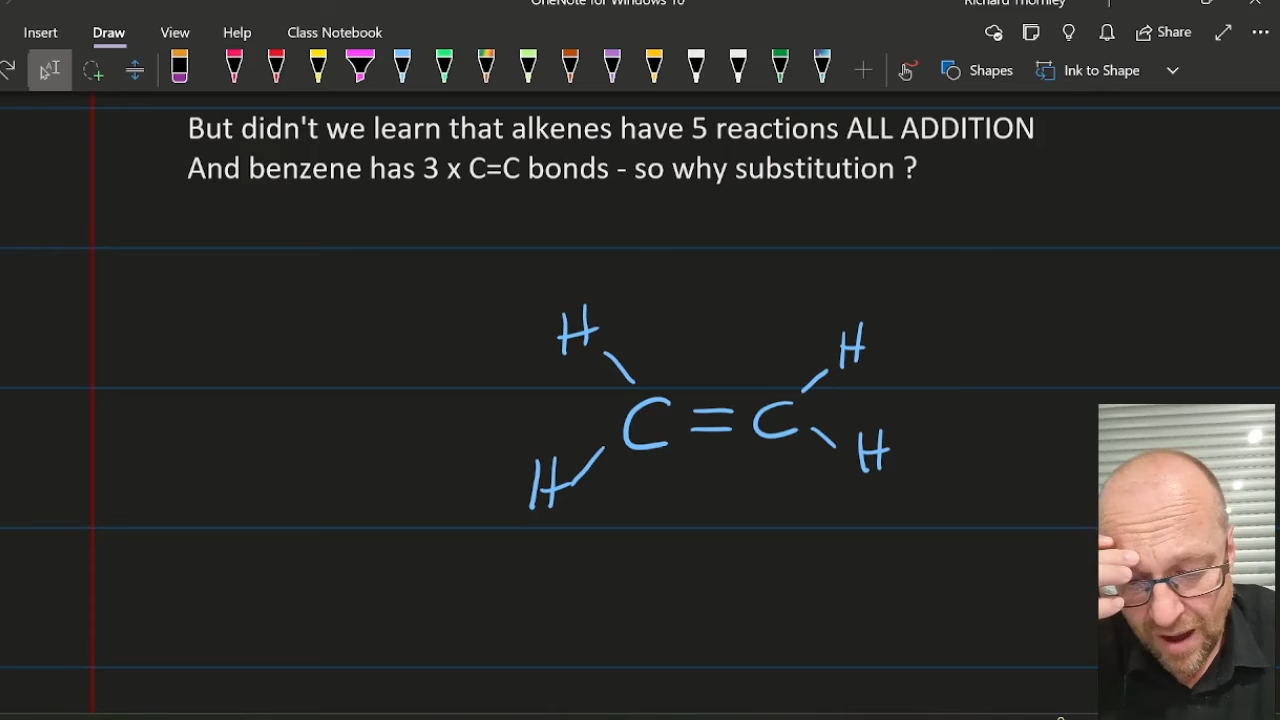 OneNote for Windows 10
Richard Thornley
Insert Draw View Help Class Notebook
Share
Shapes
Ink to Shape
But didn't we learn that alkenes have 5 reactions ALL ADDITION
And benzene has 3 x C=C bonds - so why substitution ?
H H
C = C
H H